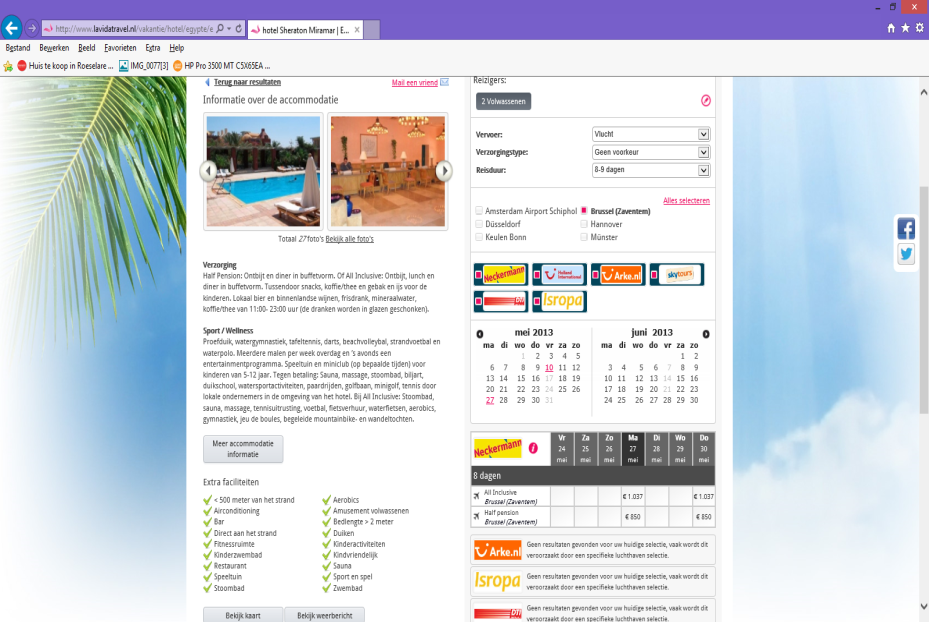 http://www.lavidatravel.nl/vakantie/hotel/egypte/e
hotel Sheraton Miramar | E...
Bestand Bewerken Beeld Favorieten Extra Help
Huis te koop in Roeselare ... IMG_0077[3] HP Pro 3500 MT C5X65EA ...
Terug naar resultaten Mail een vriend
Informatie over de accommodatie
Totaal 27foto's Bekijk alle foto's
Verzorging
Half Pension: Ontbijt en diner in buffetvorm. Of All Inclusive: Ontbijt, lunch en
diner in buffetvorm. Tussendoor snacks, koffie/thee en gebak en ijs voor de
kinderen. Lokaal bier en binnenlandse wijnen, frisdrank, mineraalwater,
koffie/thee van 11:00- 23:00 uur (de dranken worden in glazen geschonken).
Sport / Wellness
Proefduik, watergymnastiek, tafeltennis, darts, beachvolleybal, strandvoetbal en
waterpolo. Meerdere malen per week overdag en 's avonds een
entertainmentprogramma. Speeltuin en miniclub (op bepaalde tijden) voor
kinderen van 5-12 jaar. Tegen betaling: Sauna, massage, stoombad, biljart,
duikschool, watersportactiviteiten, paardrijden, golfbaan, minigolf, tennis door
lokale ondernemers in de omgeving van het hotel. Bij All Inclusive: Stoombad,
sauna, massage, tennisuitrusting, voetbal, fietsverhuur, waterfietsen, aerobics,
gymnastiek, jeu de boules, begeleide mountainbike- en wandeltochten.
Meer accommodatie
informatie
Extra faciliteiten
< 500 meter van het strand
Airconditioning
Bar
Direct aan het strand
Fitnessruimte
Kinderzwembad
Restaurant
Speeltuin
Stoombad
Aerobics
Amusement volwassenen
Bedlengte > 2 meter
Duiken
Kinderactiviteiten
Kindvriendelijk
Sauna
Sport en spel
Zwembad
Bekijk kaart Bekijk weerbericht
Reizigers:
2 Volwassenen
Vervoer: Vlucht
Verzorgingstype: Geen voorkeur
Reisduur: 8-9 dagen
Alles selecteren
Amsterdam Airport Schiphol Brussel (Zaventem)
Düsseldorf Hannover
Keulen Bonn Münster
Neckermann Holland International Arke.nl skytours
Isropa
mei 2013
ma di wo do vr za zo
1 2 3 4 5
6 7 8 9 10 11 12
13 14 15 16 17 18 19
20 21 22 23 24 25 26
27 28 29 30 31
juni 2013
ma di wo do vr za zo
1 2
3 4 5 6 7 8 9
10 11 12 13 14 15 16
17 18 19 20 21 22 23
24 25 26 27 28 29 30
Neckermann i
Vr Za Zo Ma Di Wo Do
24 25 26 27 28 29 30
mei mei mei mei mei mei mei
8 dagen
All Inclusive
Brussel (Zaventem) € 1.037 € 1.037
Half pension
Brussel (Zaventem) € 850 € 850
Arke.nl
Geen resultaten gevonden voor uw huidige selectie, vaak wordt dit
veroorzaakt door een specifieke luchthaven selectie.
Isropa
Geen resultaten gevonden voor uw huidige selectie, vaak wordt dit
veroorzaakt door een specifieke luchthaven selectie.
Geen resultaten gevonden voor uw huidige selectie, vaak wordt dit
veroorzaakt door een specifieke luchthaven selectie.